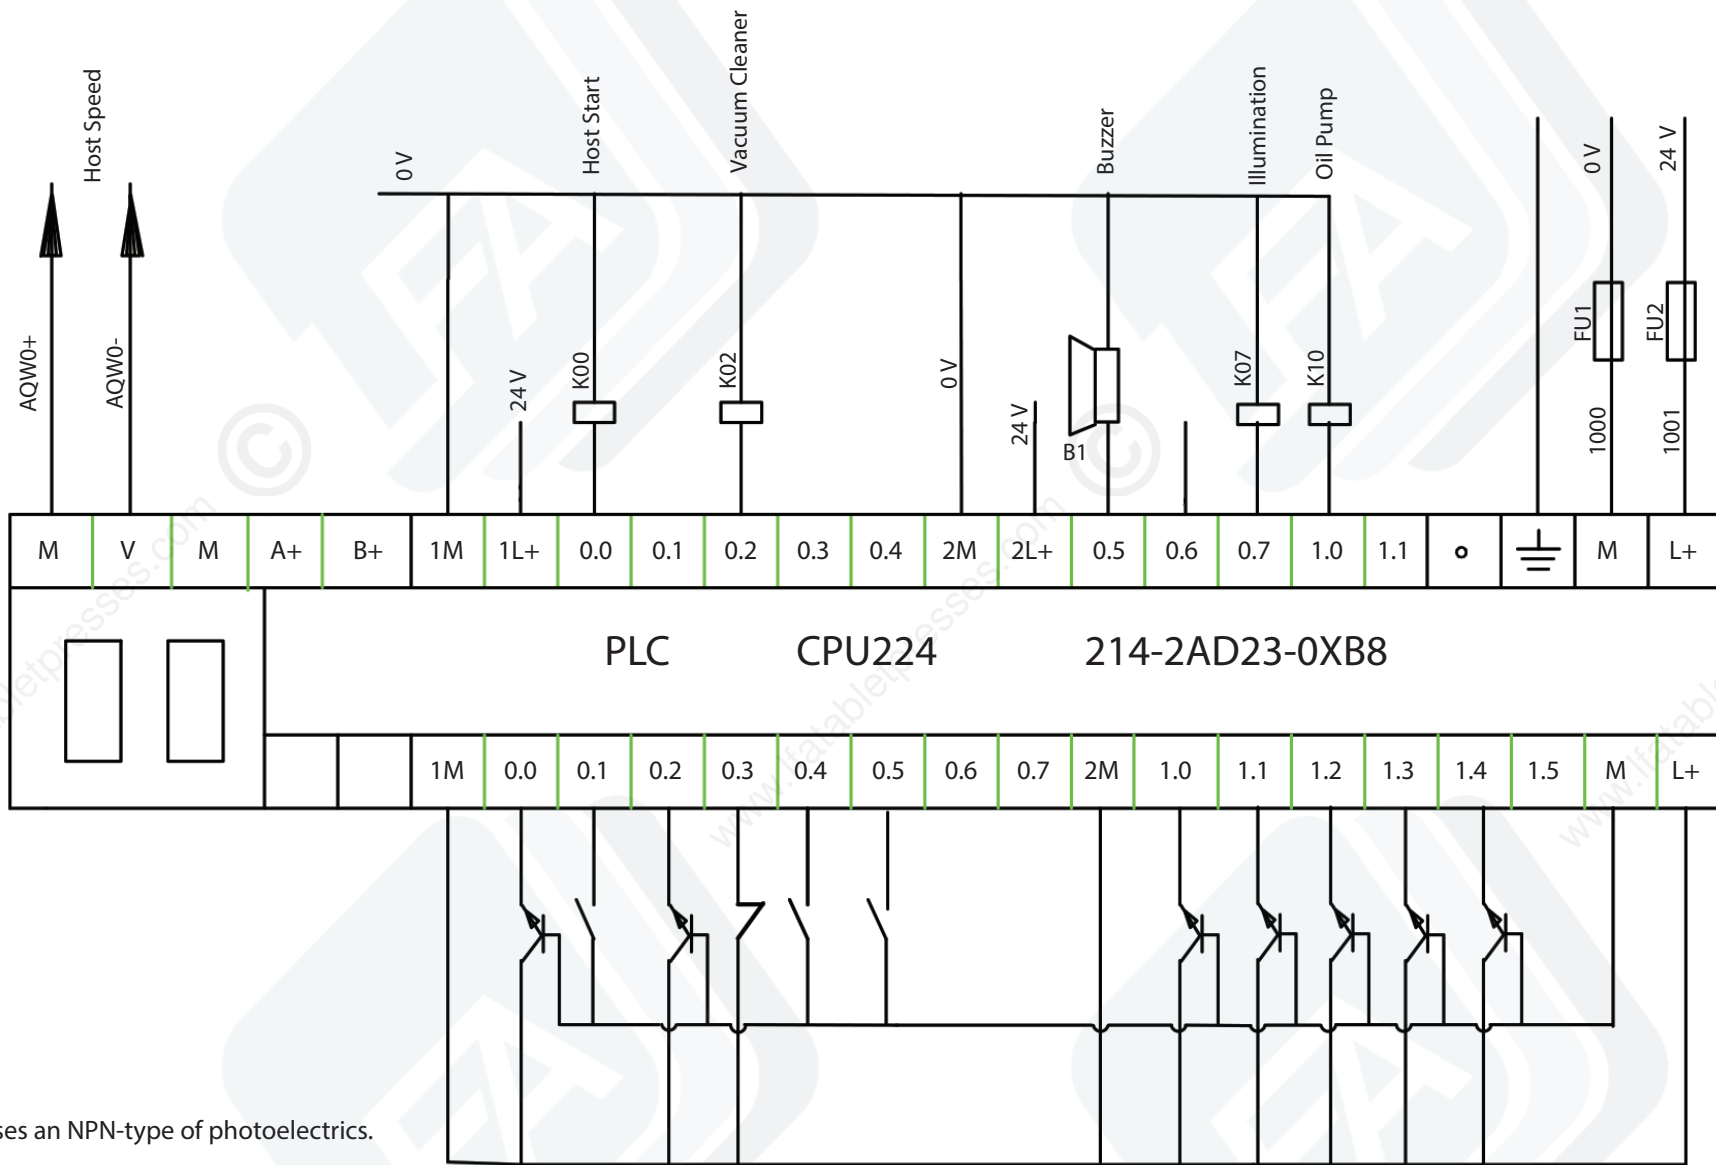 Host Speed
Host Start
Vacuum Cleaner
Buzzer
Illumination
Oil Pump
0 V
0 V
24 V
AQW0+
AQW0-
24 V
K00
K02
0 V
24 V
B1
K07
K10
FU1
FU2
1000
1001
M V M A+ B+ 1M 1L+ 0.0 0.1 0.2 0.3 0.4 2M 2L+ 0.5 0.6 0.7 1.0 1.1 M L+
PLC CPU224 214-2AD23-0XB8
1M 0.0 0.1 0.2 0.3 0.4 0.5 0.6 0.7 2M 1.0 1.1 1.2 1.3 1.4 1.5 M L+
ses an NPN-type of photoelectrics.
©
©
www.lfatabletpresses.com